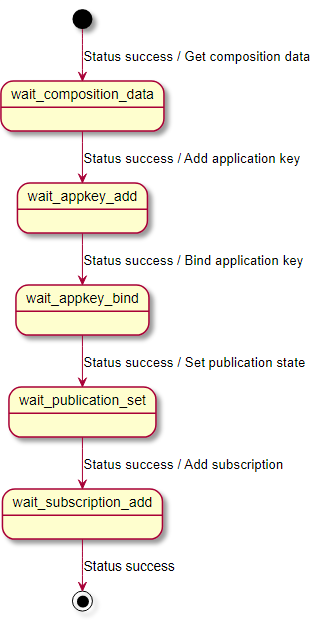 Status success / Get composition data
wait_composition_data
Status success / Add application key
wait_appkey_add
Status success / Bind application key
wait_appkey_bind
Status success / Set publication state
wait_publication_set
Status success / Add subscription
wait_subscription_add
Status success